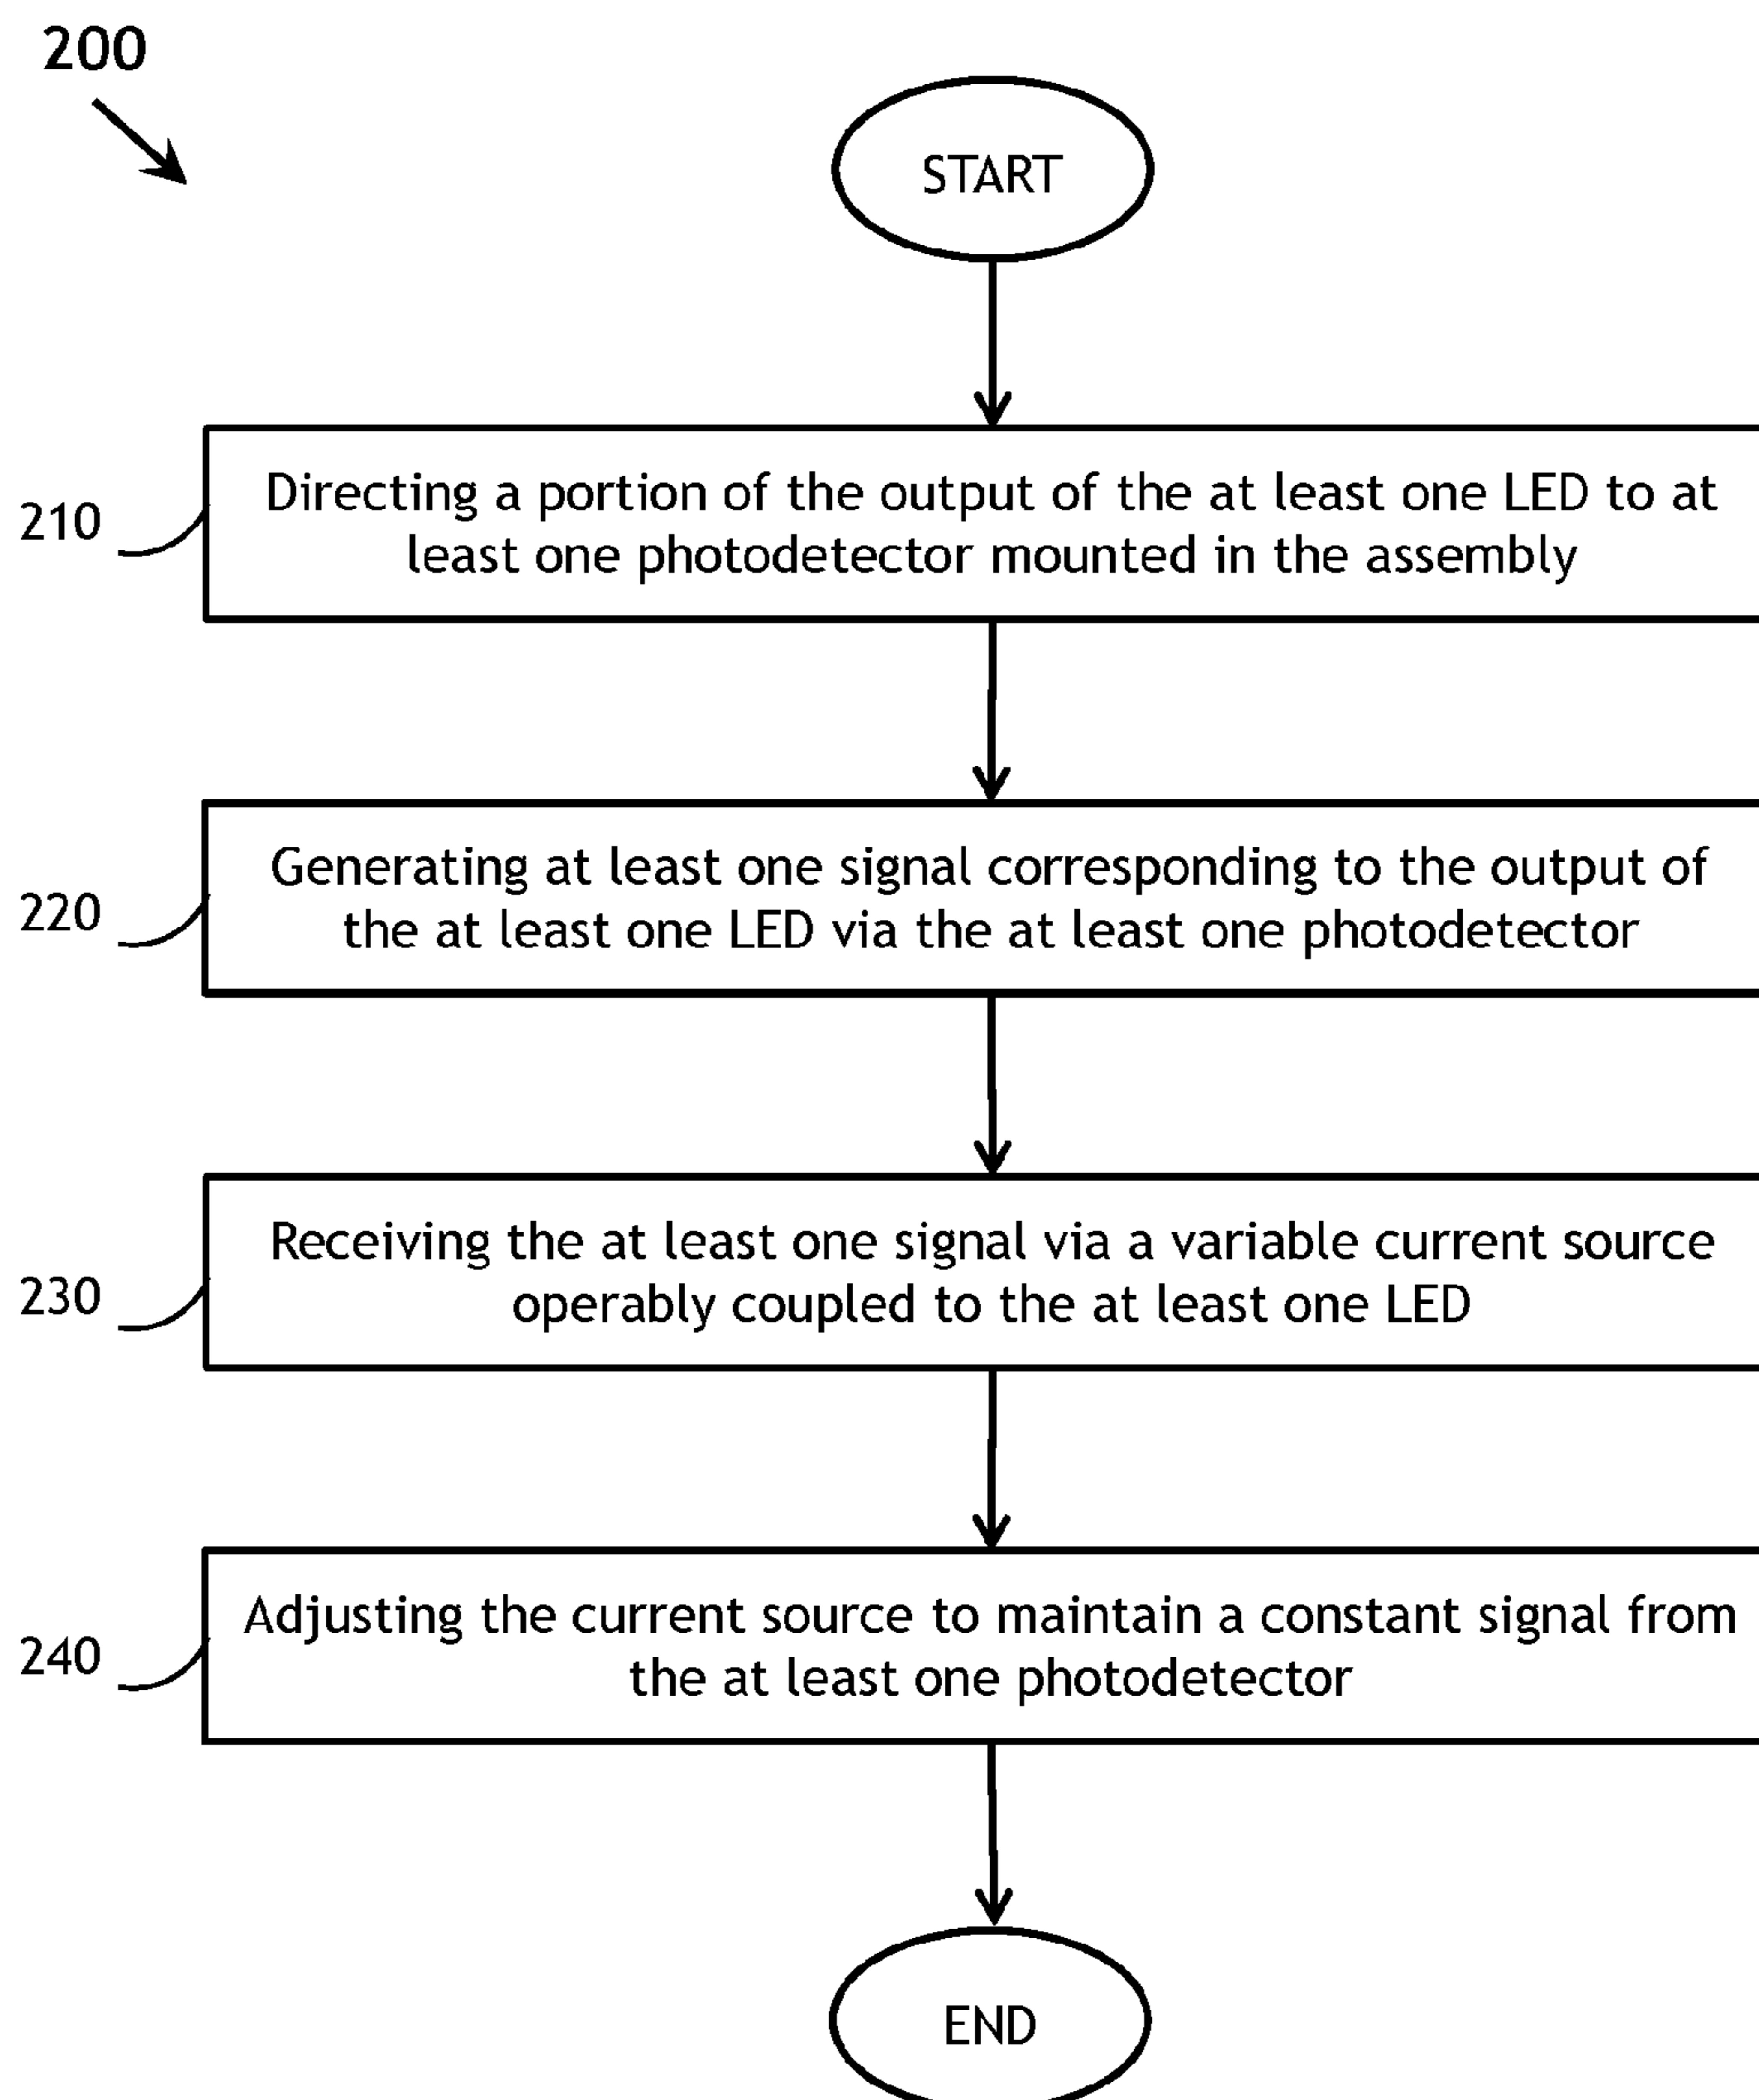 200
START
210
Directing a portion of the output of the at least one LED to at
least one photodetector mounted in the assembly
220
Generating at least one signal corresponding to the output of
the at least one LED via the at least one photodetector
230
Receiving the at least one signal via a variable current source
operably coupled to the at least one LED
240
Adjusting the current source to maintain a constant signal from
the at least one photodetector
END